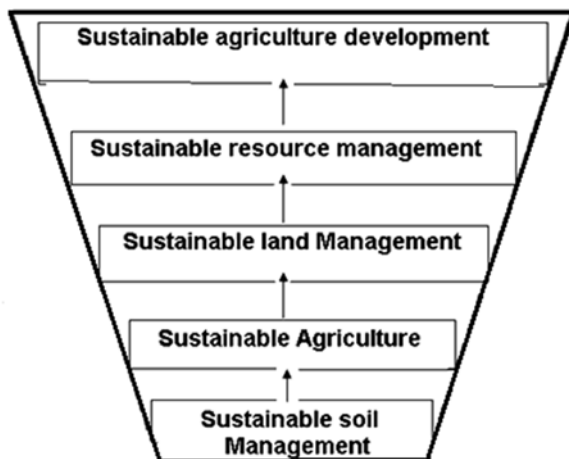 Sustainable agriculture development
Sustainable resource management
Sustainable land Management
Sustainable Agriculture
Sustainable soil
Management